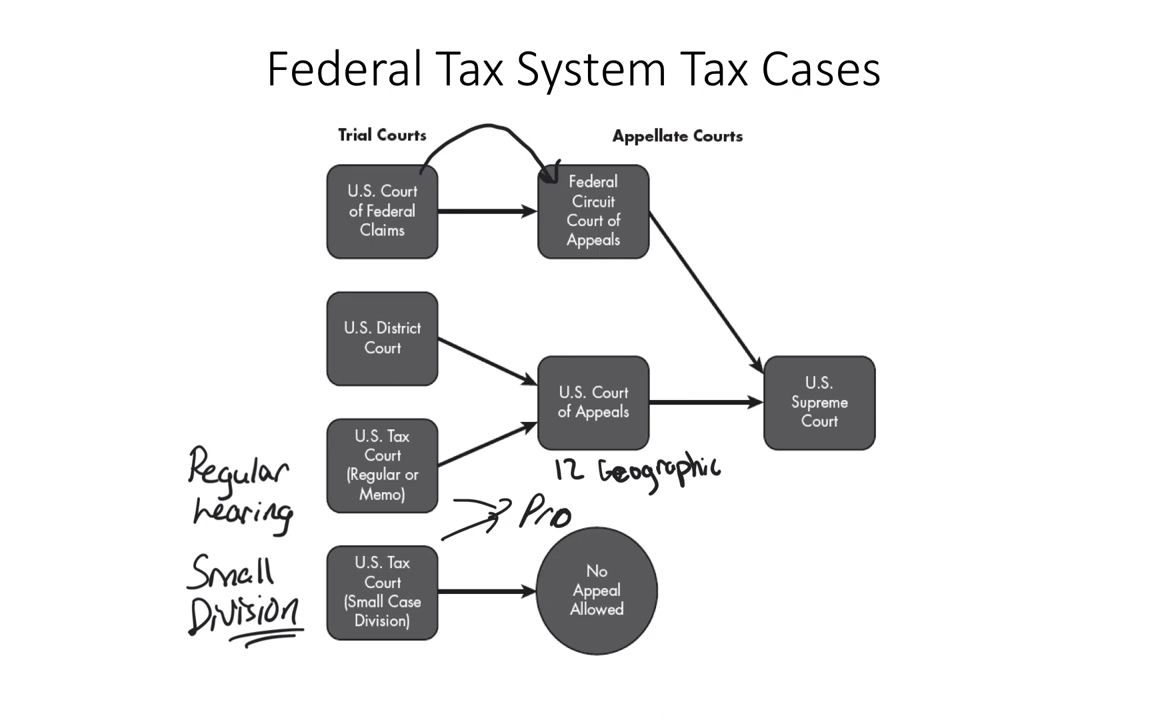 Federal Tax System Tax Cases
Trial Courts
Appellate Courts
U.S. Court
of Federal
Claims
Federal
Circuit
Court of
Appeals
U.S. District
Court
U.S. Court
of Appeals
U.S.
Supreme
Court
12 Geographic
Regular
hearing
U.S. Tax
Court
(Regular or
Memo)
Pro
Small
Division
U.S. Tax
Court
(Small Case
Division)
No
Appeal
Allowed